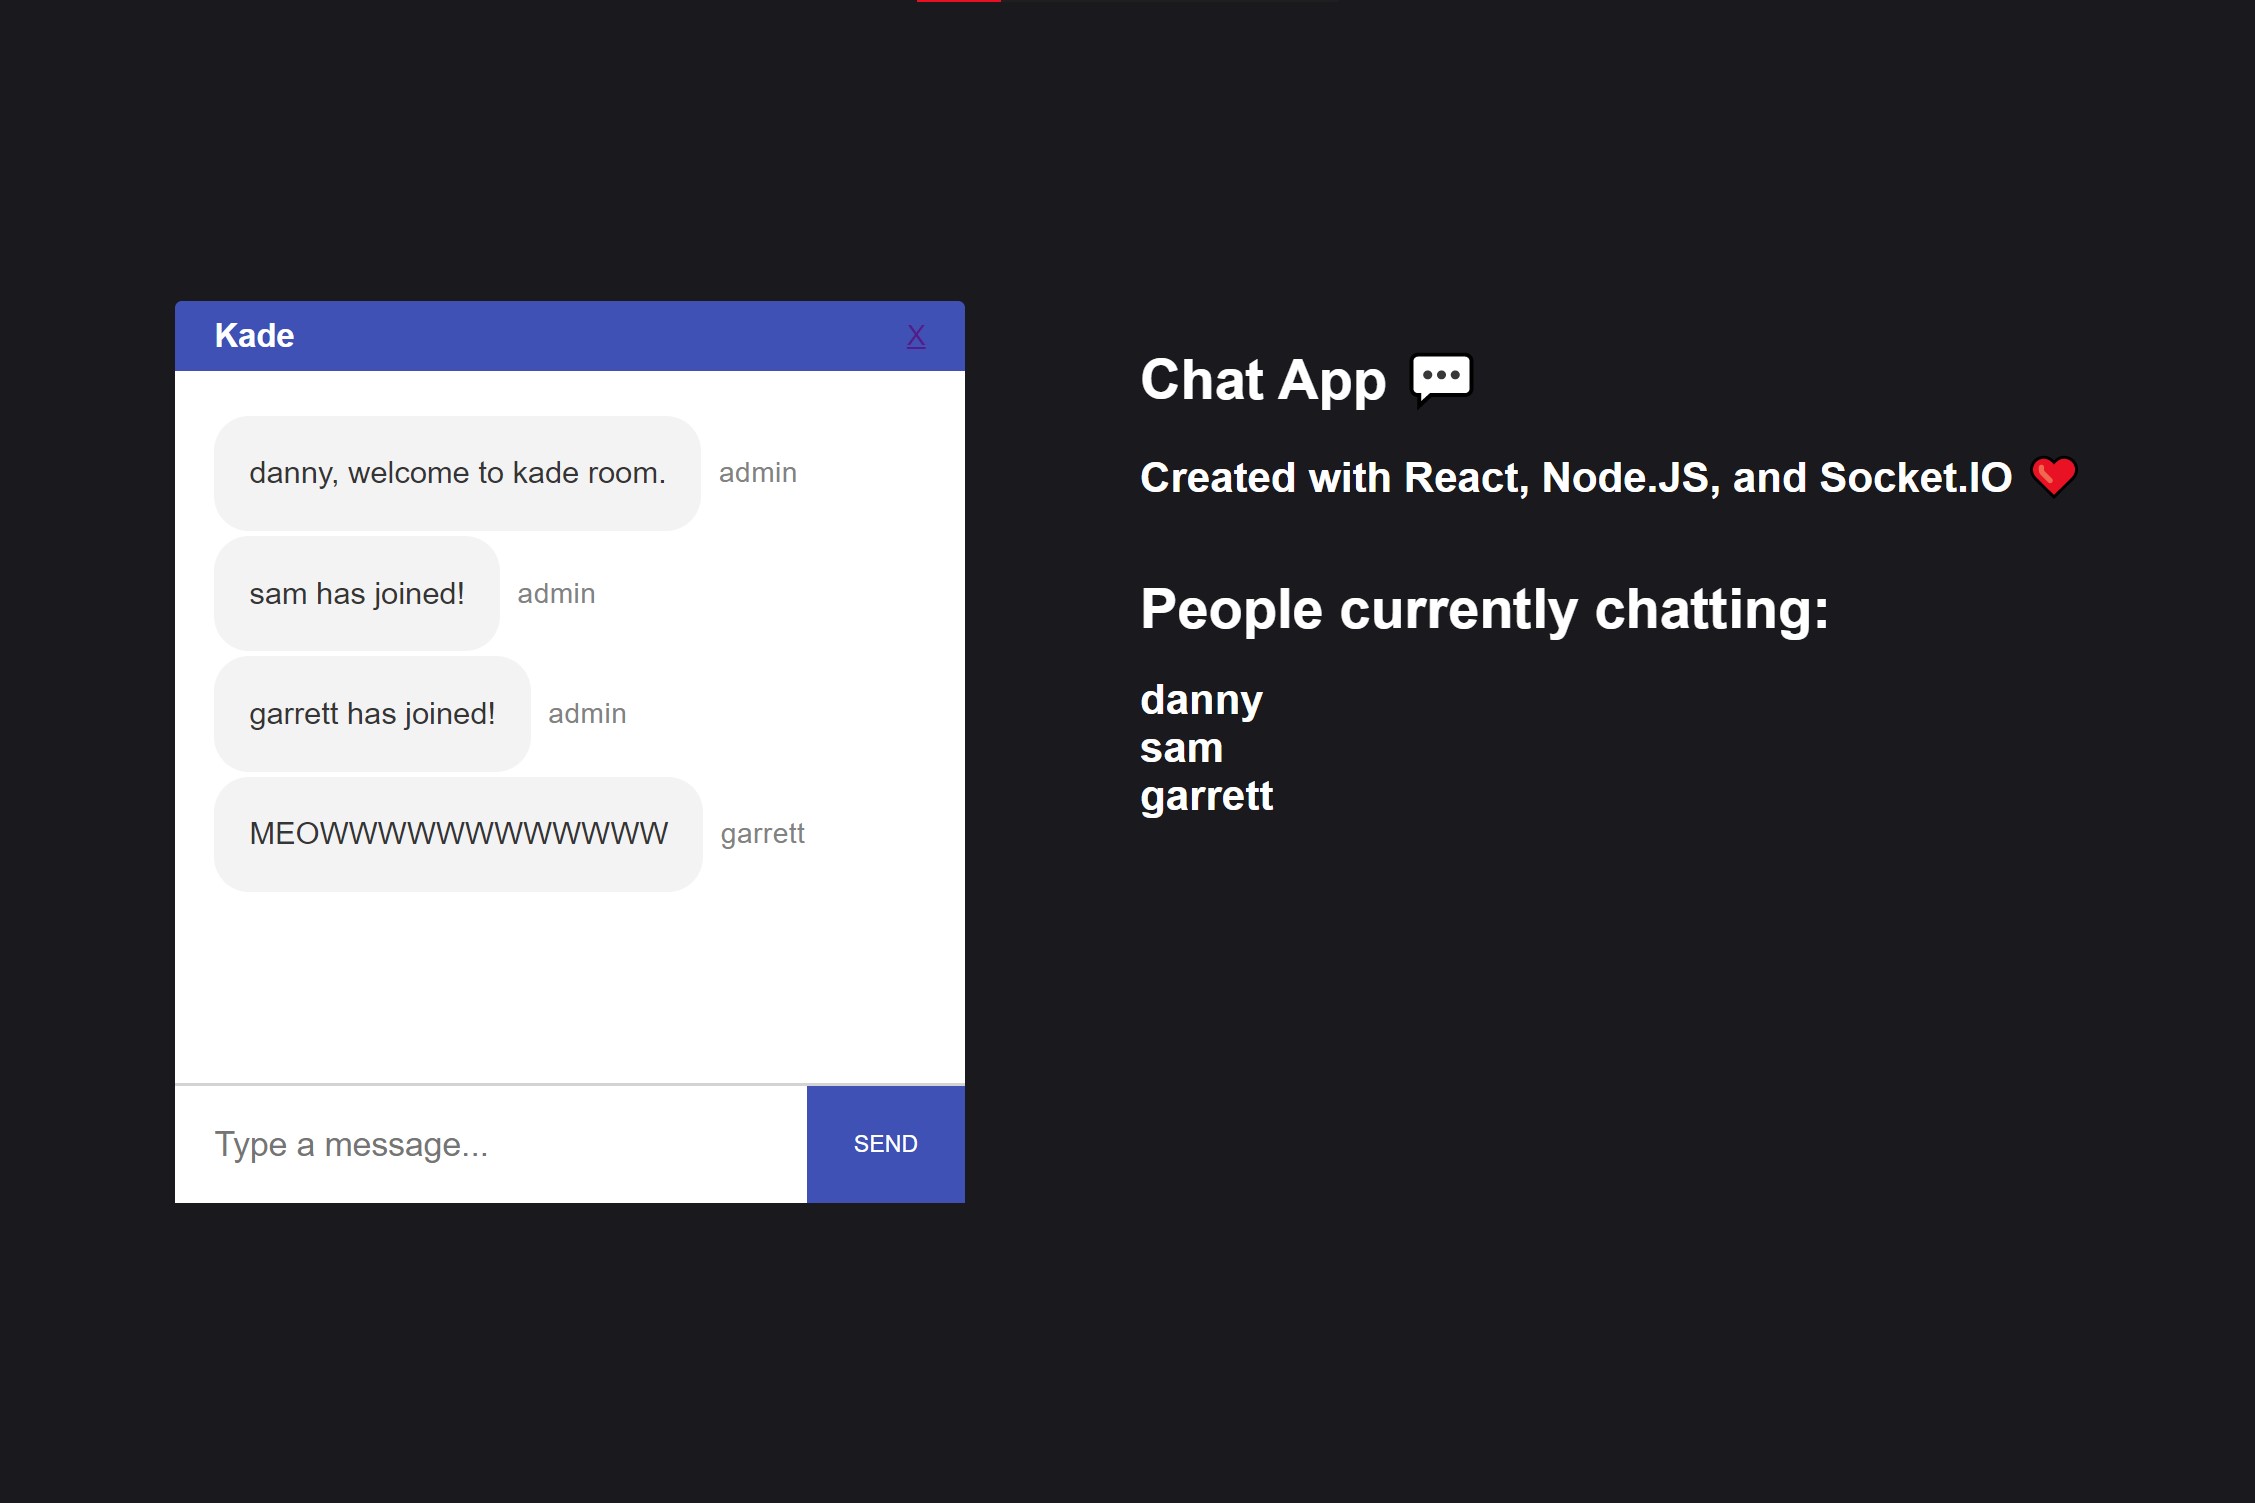 Kade X
danny, welcome to kade room. admin
sam has joined! admin
garrett has joined! admin
MEOWWWWWWWWWWWW garrett
Type a message... SEND
Chat App
Created with React, Node.JS, and Socket.IO
People currently chatting:
danny
sam
garrett